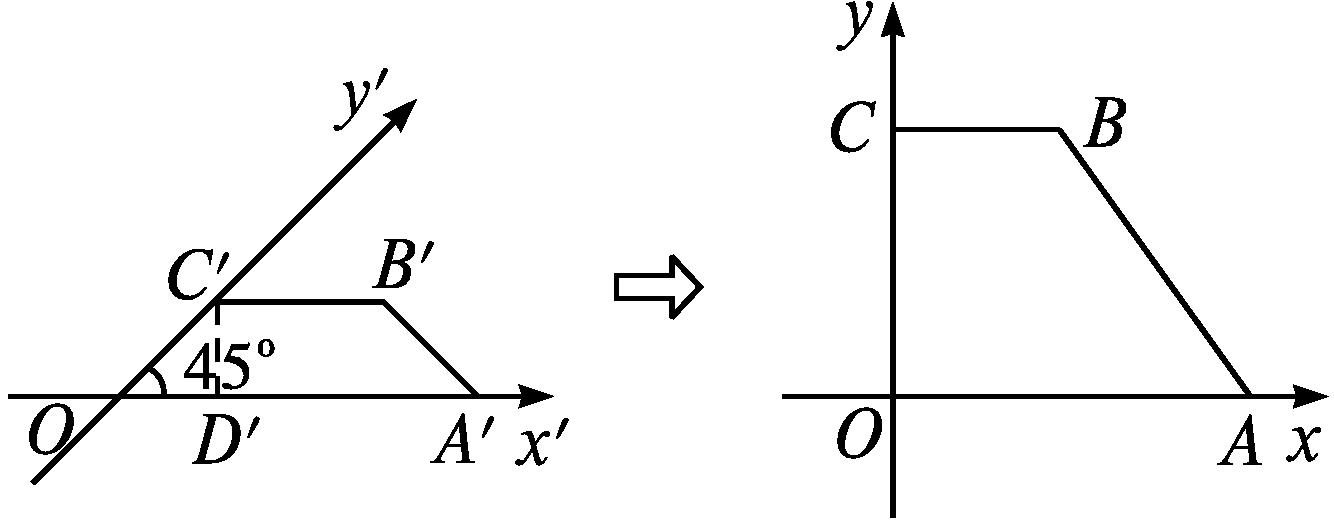 y′
C′ B′
45°
O D′ A′ x′
y
C B
O A x